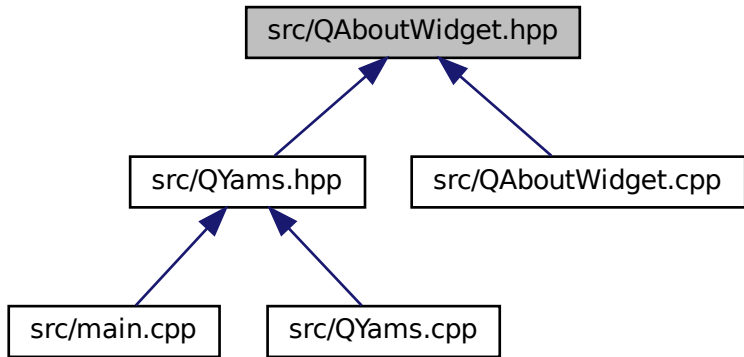 src/QAboutWidget.hpp
src/QYams.hpp
src/QAboutWidget.cpp
src/main.cpp
src/QYams.cpp